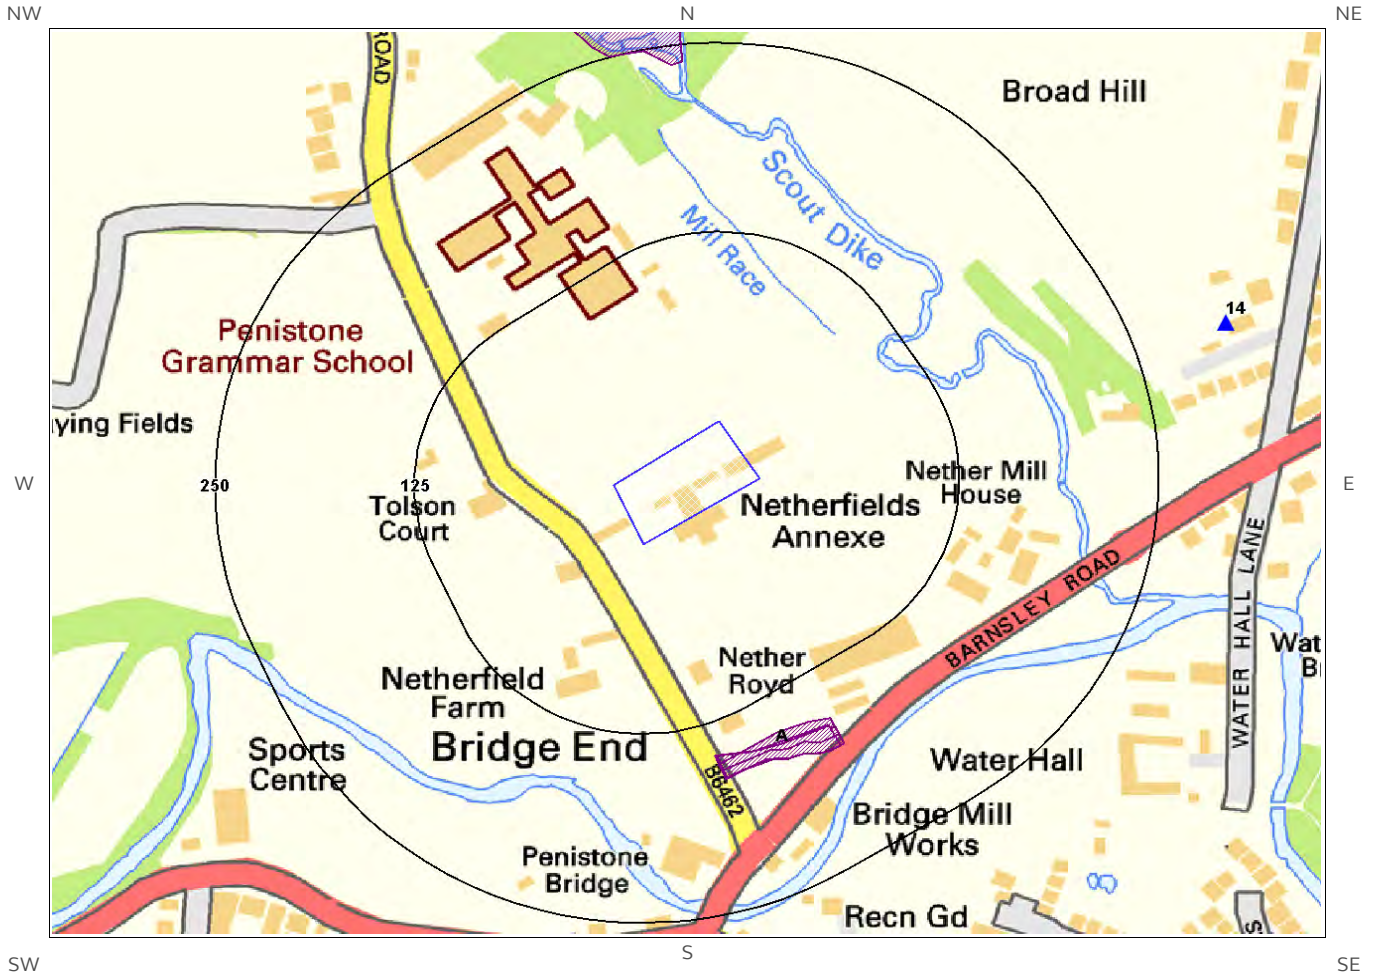 NW
N
NE
ROAD
Broad Hill
Scout Dike
Mill Race
14
Penistone
Grammar School
aying Fields
W
250
125
E
Tolson
Court
Nether Mill
House
Netherfields
Annexe
BARNSLEY ROAD
WATER HALL LANE
Nether
Royd
Wat
Netherfield
Farm
A
Bridge End
Sports
Centre
B6462
Water Hall
Bridge Mill
Works
Penistone
Bridge
Recn Gd
S
SW
SE